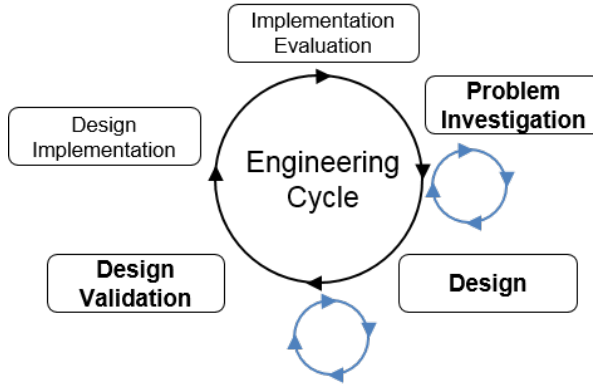 Implementation
Evaluation
Problem
Investigation
Design
Implementation
Engineering
Cycle
Design
Validation
Design